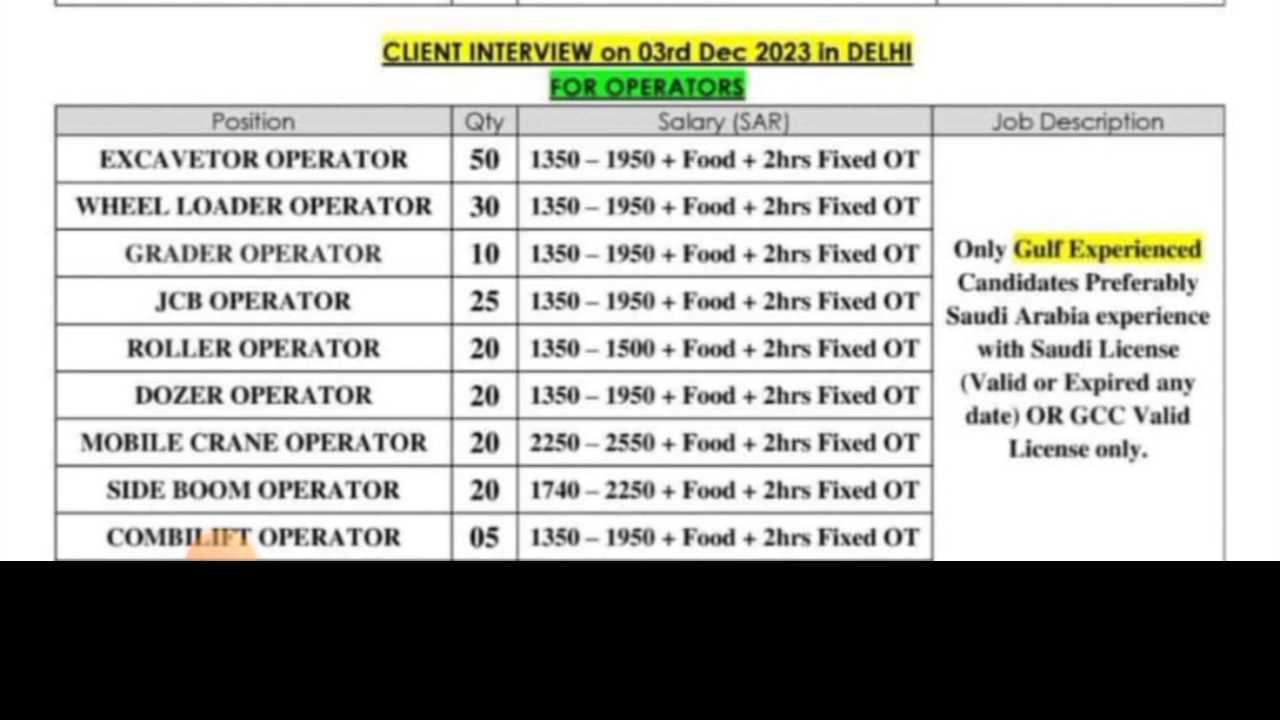 CLIENT INTERVIEW on 03rd Dec 2023 in DELHI
FOR OPERATORS
Position Qty Salary (SAR) Job Description
EXCAVETOR OPERATOR 50 1350 – 1950 + Food + 2hrs Fixed OT
WHEEL LOADER OPERATOR 30 1350 – 1950 + Food + 2hrs Fixed OT
GRADER OPERATOR 10 1350 – 1950 + Food + 2hrs Fixed OT
JCB OPERATOR 25 1350 – 1950 + Food + 2hrs Fixed OT
ROLLER OPERATOR 20 1350 – 1500 + Food + 2hrs Fixed OT
DOZER OPERATOR 20 1350 – 1950 + Food + 2hrs Fixed OT
MOBILE CRANE OPERATOR 20 2250 – 2550 + Food + 2hrs Fixed OT
SIDE BOOM OPERATOR 20 1740 – 2250 + Food + 2hrs Fixed OT
COMBILIFT OPERATOR 05 1350 – 1950 + Food + 2hrs Fixed OT
Only Gulf Experienced
Candidates Preferably
Saudi Arabia experience
with Saudi License
(Valid or Expired any
date) OR GCC Valid
License only.